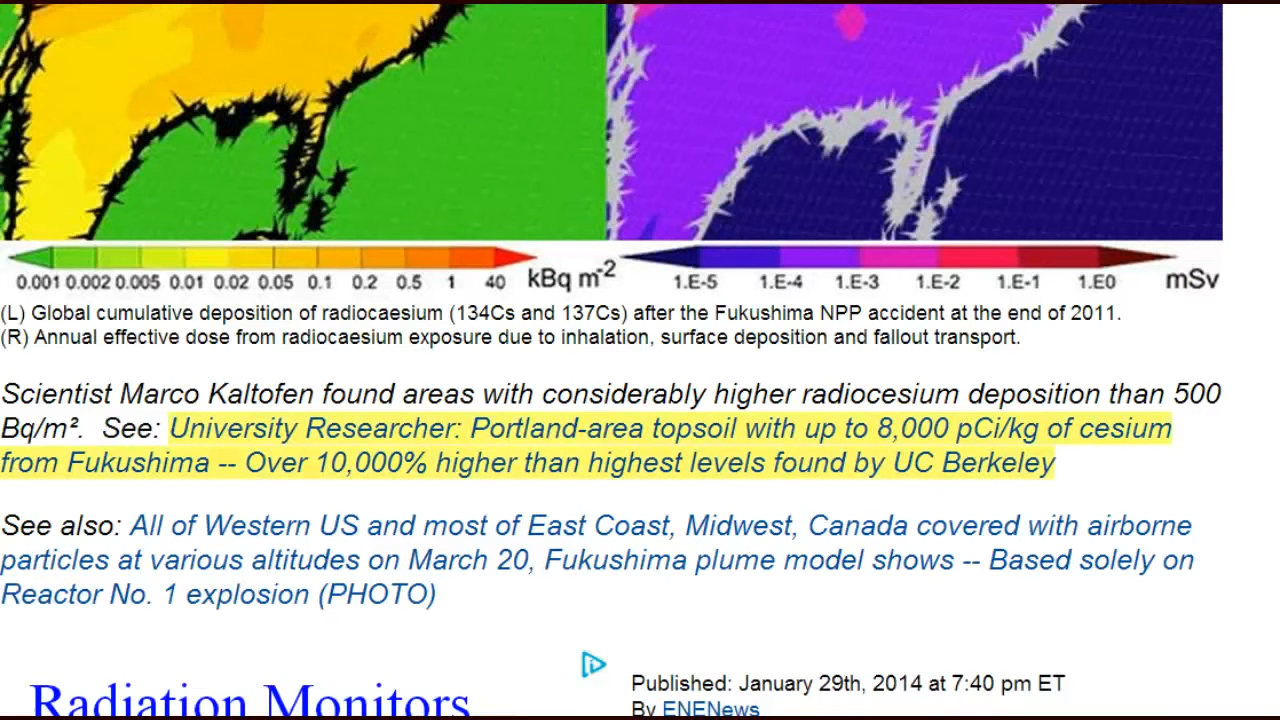 0.001 0.002 0.005 0.01 0.02 0.05 0.1 0.2 0.5 1 40 kBq m-2
1.E-5 1.E-4 1.E-3 1.E-2 1.E-1 1.E0 mSv
(L) Global cumulative deposition of radiocaesium (134Cs and 137Cs) after the Fukushima NPP accident at the end of 2011.
(R) Annual effective dose from radiocaesium exposure due to inhalation, surface deposition and fallout transport.
Scientist Marco Kaltofen found areas with considerably higher radiocesium deposition than 500
Bq/m². See: University Researcher: Portland-area topsoil with up to 8,000 pCi/kg of cesium
from Fukushima -- Over 10,000% higher than highest levels found by UC Berkeley
See also: All of Western US and most of East Coast, Midwest, Canada covered with airborne
particles at various altitudes on March 20, Fukushima plume model shows -- Based solely on
Reactor No. 1 explosion (PHOTO)
Radiation Monitors
Published: January 29th, 2014 at 7:40 pm ET
By ENENews